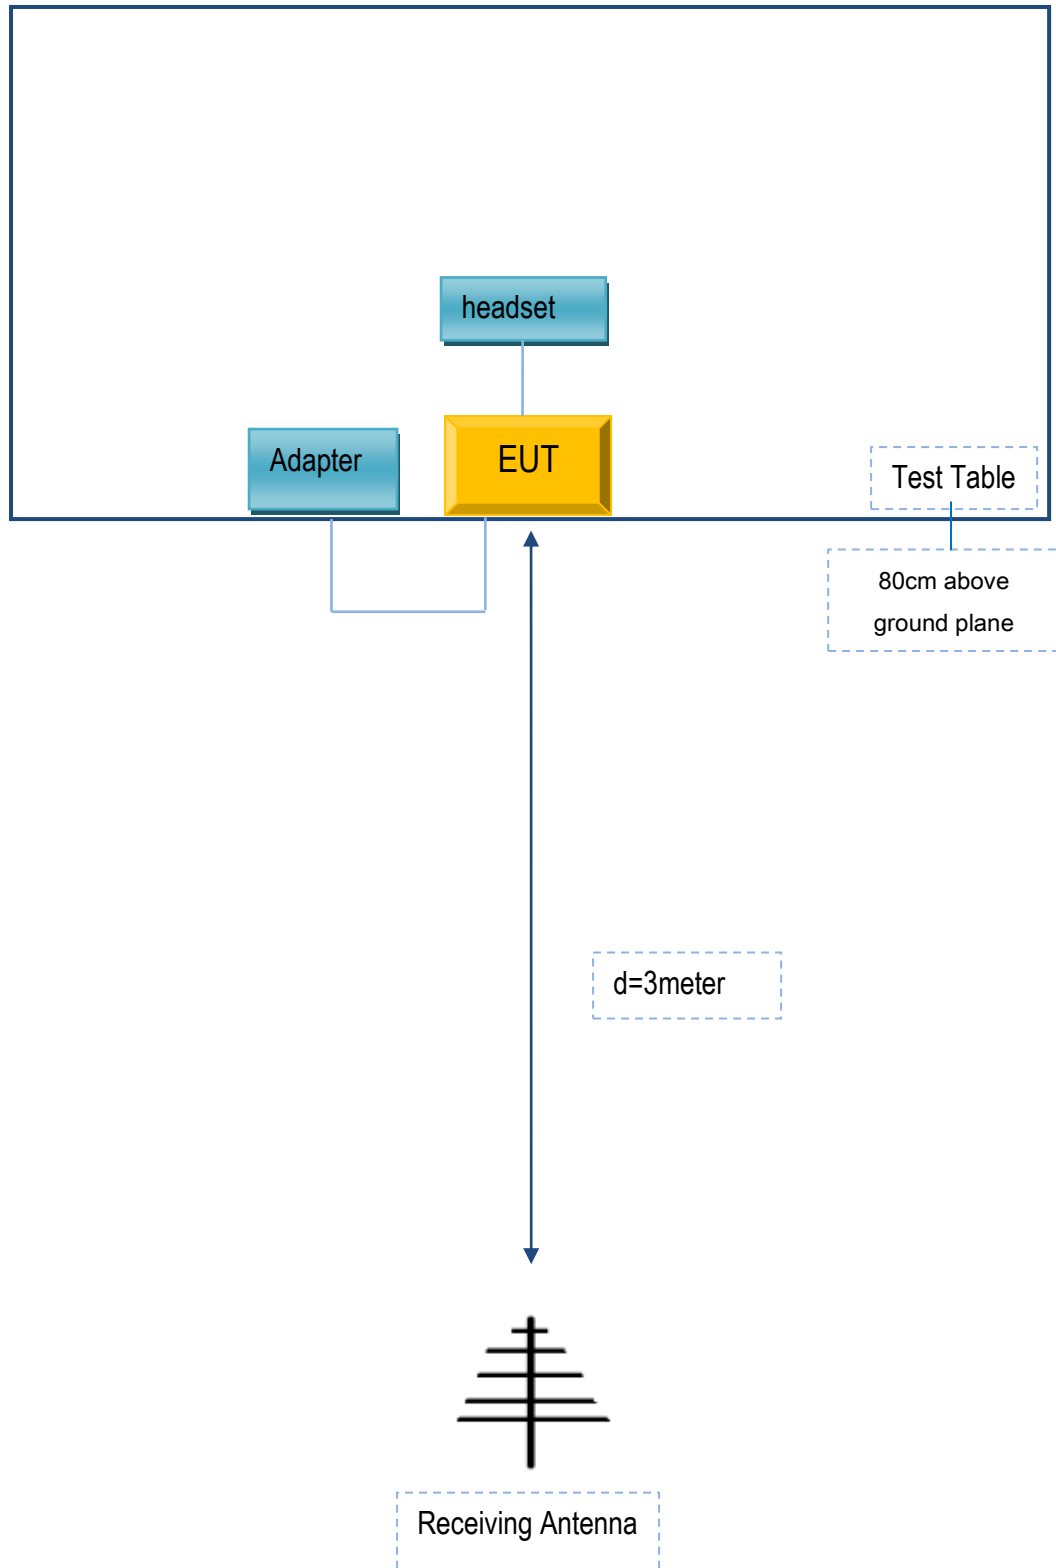 headset
Adapter
EUT
Test Table
80cm above
ground plane
d=3meter
Receiving Antenna